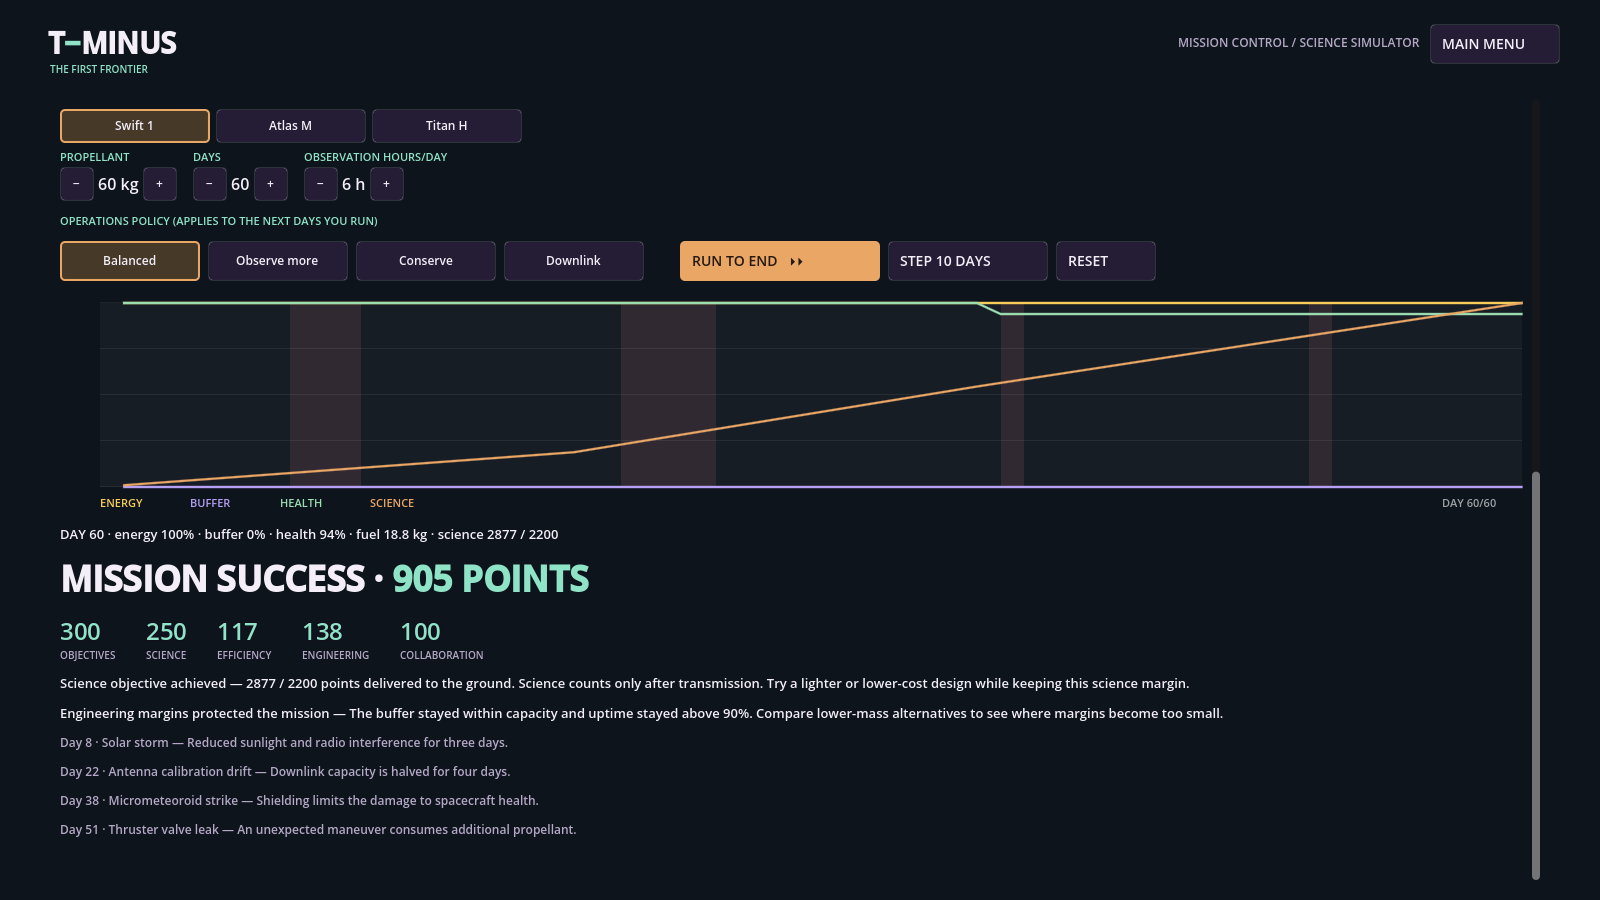 T–MINUS
THE FIRST FRONTIER
MISSION CONTROL / SCIENCE SIMULATOR
MAIN MENU
Swift 1 Atlas M Titan H
PROPELLANT DAYS OBSERVATION HOURS/DAY
− 60 kg + − 60 + − 6 h +
OPERATIONS POLICY (APPLIES TO THE NEXT DAYS YOU RUN)
Balanced Observe more Conserve Downlink RUN TO END STEP 10 DAYS RESET
ENERGY BUFFER HEALTH SCIENCE DAY 60/60
DAY 60 · energy 100% · buffer 0% · health 94% · fuel 18.8 kg · science 2877 / 2200
MISSION SUCCESS · 905 POINTS
300 250 117 138 100
OBJECTIVES SCIENCE EFFICIENCY ENGINEERING COLLABORATION
Science objective achieved — 2877 / 2200 points delivered to the ground. Science counts only after transmission. Try a lighter or lower-cost design while keeping this science margin.
Engineering margins protected the mission — The buffer stayed within capacity and uptime stayed above 90%. Compare lower-mass alternatives to see where margins become too small.
Day 8 · Solar storm — Reduced sunlight and radio interference for three days.
Day 22 · Antenna calibration drift — Downlink capacity is halved for four days.
Day 38 · Micrometeoroid strike — Shielding limits the damage to spacecraft health.
Day 51 · Thruster valve leak — An unexpected maneuver consumes additional propellant.